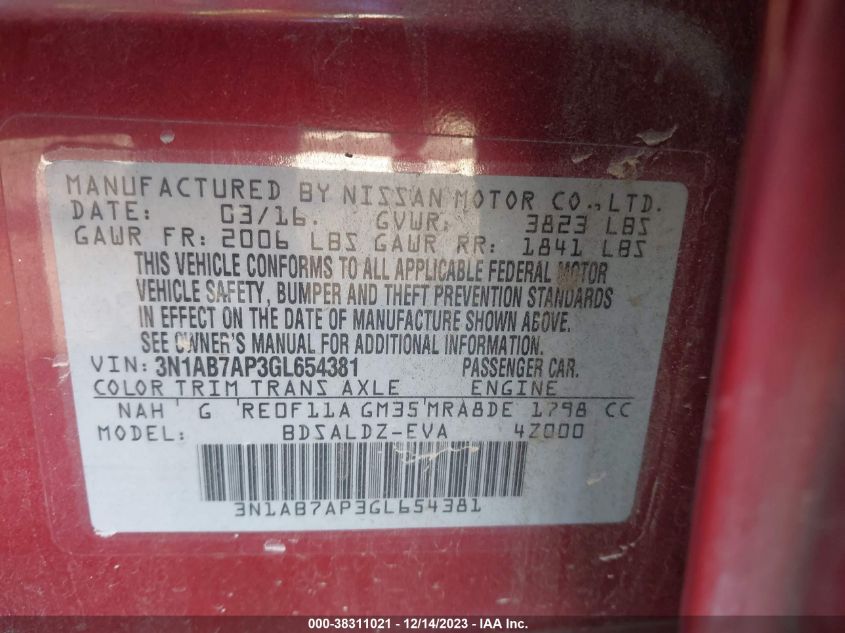 MANUFACTURED BY NISSAN MOTOR CO., LTD.
DATE: 03/16. GVWR: 3823 LBS
GAWR FR: 2006 LBS GAWR RR: 1841 LBS
THIS VEHICLE CONFORMS TO ALL APPLICABLE FEDERAL MOTOR
VEHICLE SAFETY, BUMPER AND THEFT PREVENTION STANDARDS
IN EFFECT ON THE DATE OF MANUFACTURE SHOWN ABOVE.
SEE OWNER'S MANUAL FOR ADDITIONAL INFORMATION.
VIN: 3N1AB7AP3GL654381 PASSENGER CAR.
COLOR TRIM TRANS AXLE ENGINE
NAH G RE0F11A GM35 MRA8DE 1798 CC
MODEL: BDSALDZ-EVA 4Z000
3N1AB7AP3GL654381
000-38311021 - 12/14/2023 - Copyright © 2023 IAA, Inc.